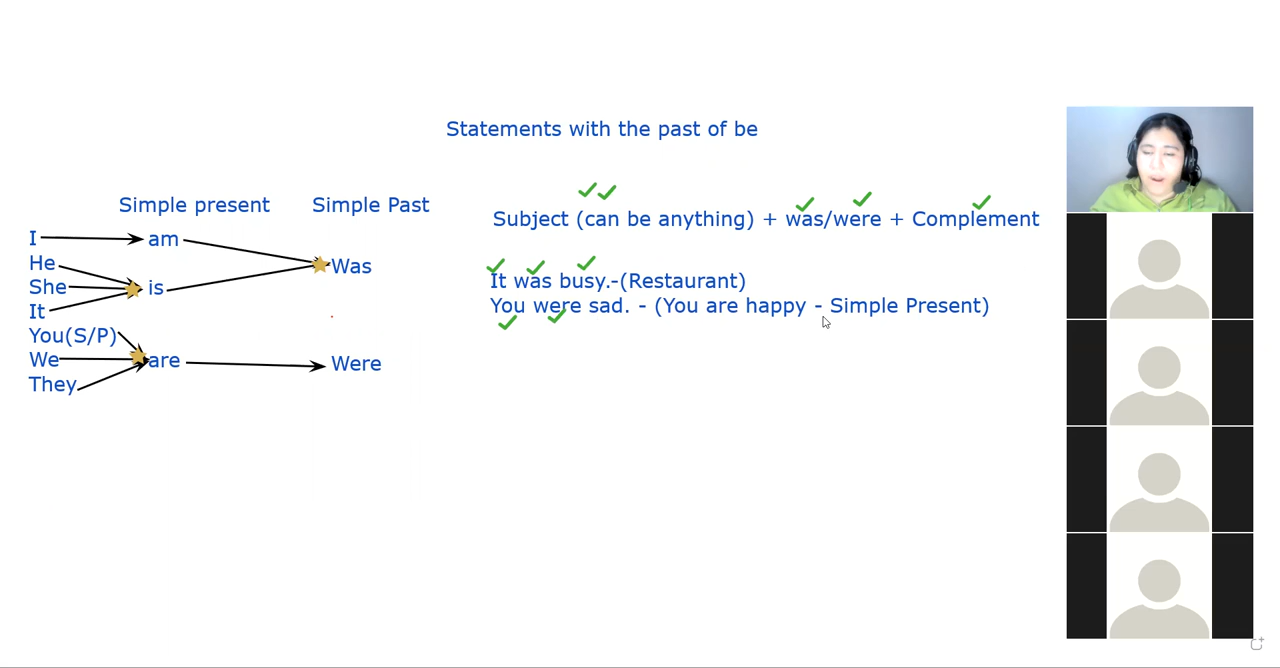 Statements with the past of be
Simple present
Simple Past
I
am
He
She
is
It
Was
You(S/P)
We
are
They
Were
Subject (can be anything) + was/were + Complement
It was busy.-(Restaurant)
You were sad. - (You are happy - Simple Present)